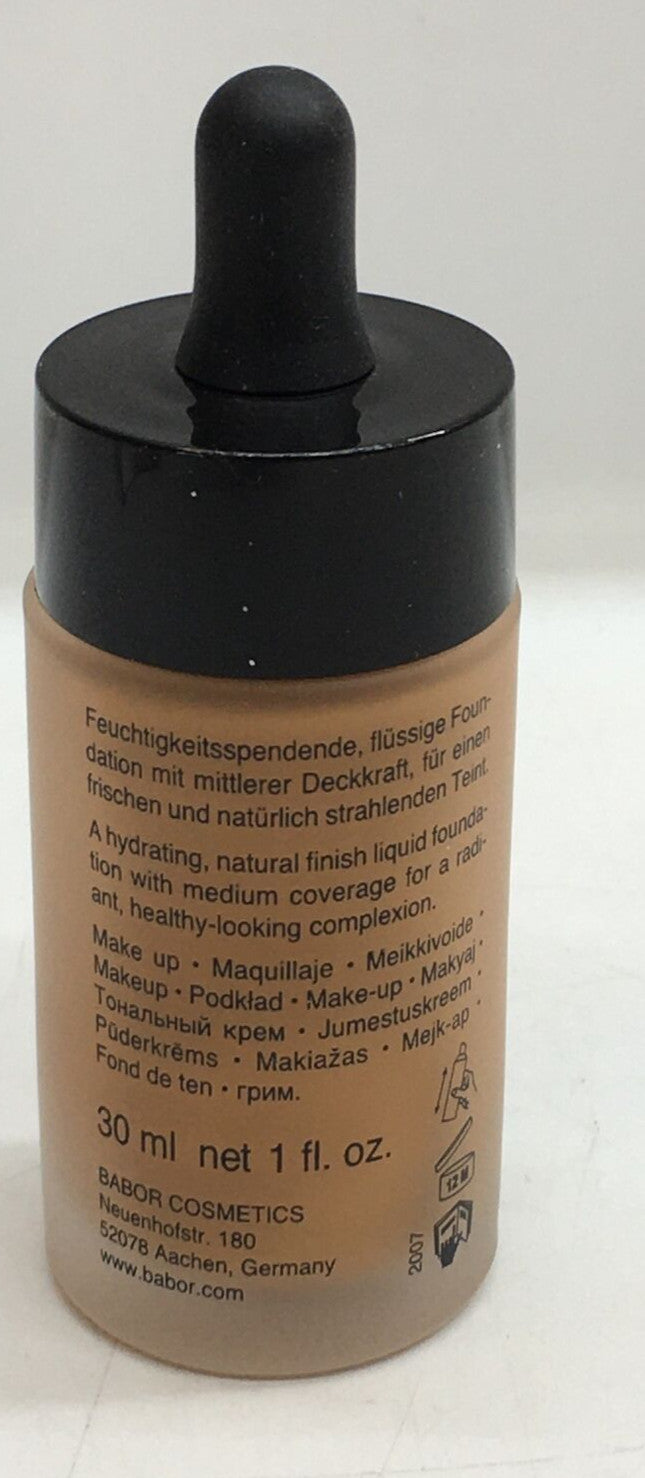 Feuchtigkeitsspendende, flüssige Foun-
dation mit mittlerer Deckkraft, für einen
frischen und natürlich strahlenden Teint.
A hydrating, natural finish liquid founda-
tion with medium coverage for a radi-
ant, healthy-looking complexion.
Make up • Maquillaje • Meikkivoide •
Makeup • Podkład • Make-up • Makyaj •
Тональный крем • Jumestuskreem •
Pūderkrēms • Makiažas • Mejk-ap •
Fond de ten • грим.
30 ml net 1 fl. oz.
12 M
BABOR COSMETICS
Neuenhofstr. 180
52078 Aachen, Germany
www.babor.com
2007